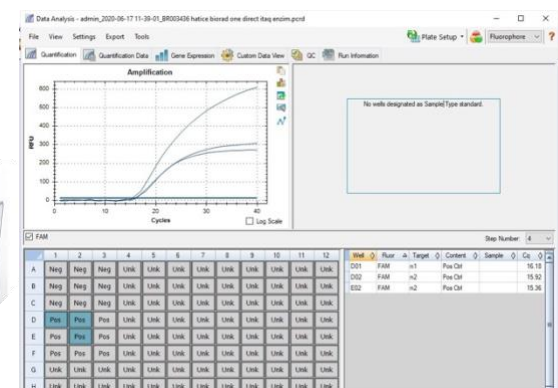 Data Analysis - admin_2020-06-17 11-39-01_BR003436 hatice biorad one direct itaq enzim.pcrd
File View Settings Export Tools Plate Setup Fluorophore ?
Quantification Quantification Data Gene Expression Custom Data View QC Run Information
Amplification
600
500
400
300
200
100
0
RFU
0 10 20 30 40
Cycles
Log Scale
No wells designated as Sample Type standard.
FAM Step Number: 4
1 2 3 4 5 6 7 8 9 10 11 12
A Neg Neg Neg Unk Unk Unk Unk Unk Unk Unk Unk Unk
B Neg Neg Neg Unk Unk Unk Unk Unk Unk Unk Unk Unk
C Neg Neg Neg Unk Unk Unk Unk Unk Unk Unk Unk Unk
D Pos Pos Pos Unk Unk Unk Unk Unk Unk Unk Unk Unk
E Pos Pos Pos Unk Unk Unk Unk Unk Unk Unk Unk Unk
F Pos Pos Pos Unk Unk Unk Unk Unk Unk Unk Unk Unk
G Unk Unk Unk Unk Unk Unk Unk Unk Unk Unk Unk Unk
H Unk Unk Unk Unk Unk Unk Unk Unk Unk Unk Unk Unk
Well Fluor Target Content Sample Cq
D01 FAM n1 Pos Ctrl 16.10
D02 FAM n2 Pos Ctrl 15.92
E02 FAM n2 Pos Ctrl 15.36